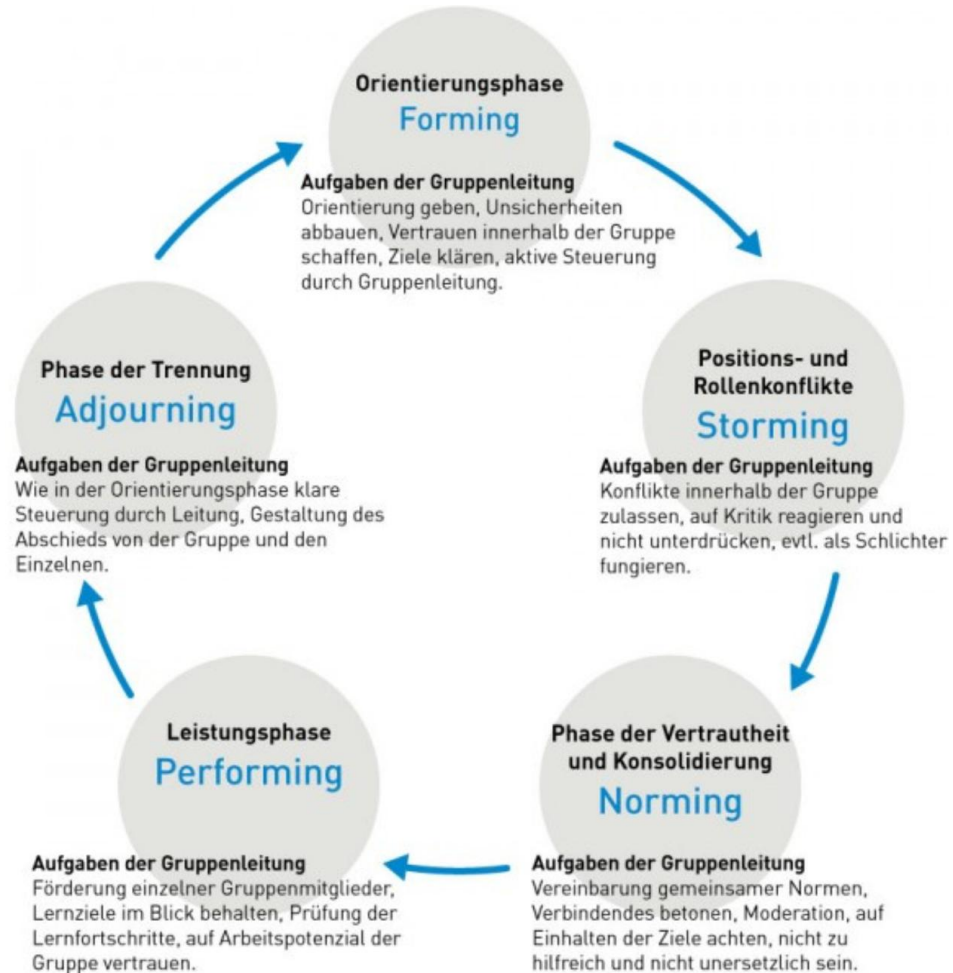 Orientierungsphase
Forming
Aufgaben der Gruppenleitung
Orientierung geben, Unsicherheiten
abbauen, Vertrauen innerhalb der Gruppe
schaffen, Ziele klären, aktive Steuerung
durch Gruppenleitung.
Positions- und
Rollenkonflikte
Storming
Aufgaben der Gruppenleitung
Konflikte innerhalb der Gruppe
zulassen, auf Kritik reagieren und
nicht unterdrücken, evtl. als Schlichter
fungieren.
Phase der Vertrautheit
und Konsolidierung
Norming
Aufgaben der Gruppenleitung
Vereinbarung gemeinsamer Normen,
Verbindendes betonen, Moderation, auf
Einhalten der Ziele achten, nicht zu
hilfreich und nicht unersetzlich sein.
Leistungsphase
Performing
Aufgaben der Gruppenleitung
Förderung einzelner Gruppenmitglieder,
Lernziele im Blick behalten, Prüfung der
Lernfortschritte, auf Arbeitspotenzial der
Gruppe vertrauen.
Phase der Trennung
Adjourning
Aufgaben der Gruppenleitung
Wie in der Orientierungsphase klare
Steuerung durch Leitung, Gestaltung des
Abschieds von der Gruppe und den
Einzelnen.